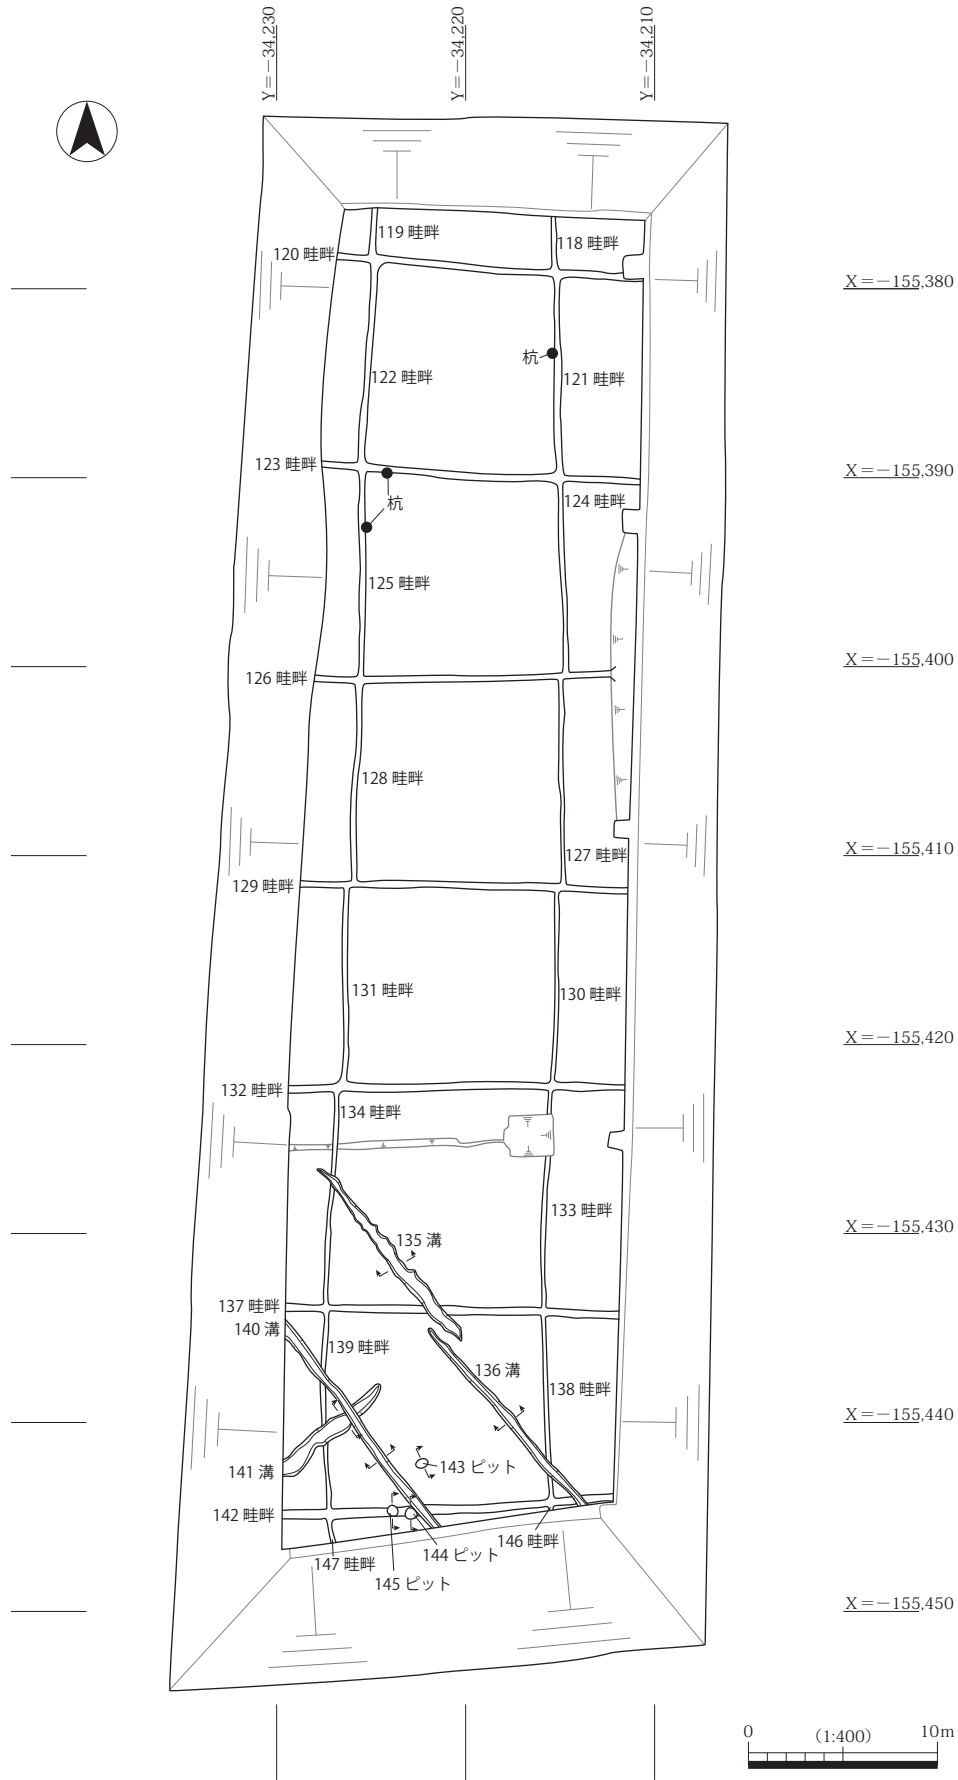 Y=−34,230
Y=−34,220
Y=−34,210
119 畦畔
118 畦畔
120 畦畔
X=−155,380
杭
122 畦畔
121 畦畔
123 畦畔
X=−155,390
124 畦畔
杭
125 畦畔
X=−155,400
126 畦畔
128 畦畔
127 畦畔
X=−155,410
129 畦畔
131 畦畔
130 畦畔
X=−155,420
132 畦畔
134 畦畔
133 畦畔
X=−155,430
135 溝
137 畦畔
140 溝
139 畦畔
136 溝
138 畦畔
X=−155,440
141 溝
143 ピット
142 畦畔
146 畦畔
144 ピット
147 畦畔
145 ピット
X=−155,450
0 (1:400) 10m